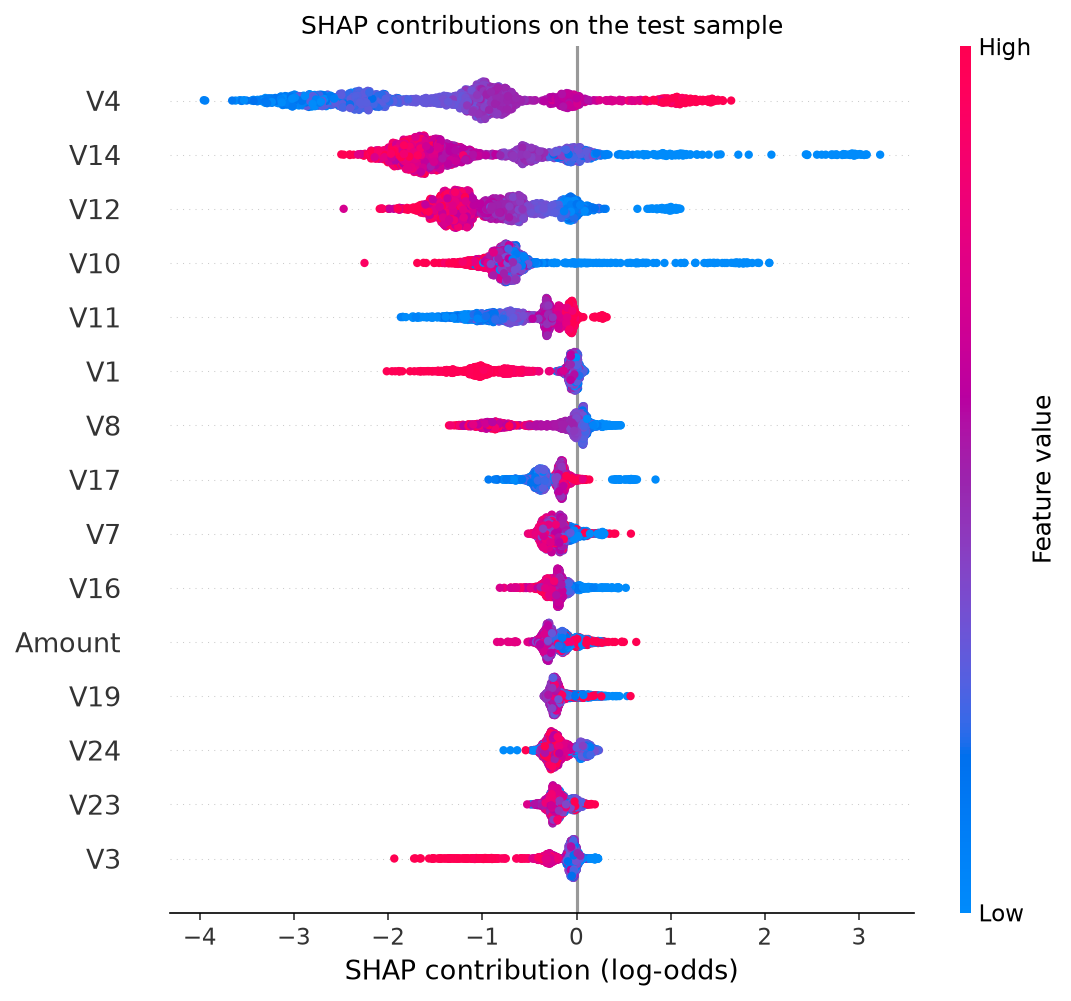 SHAP contributions on the test sample
High
V4
V14
V12
V10
V11
V1
V8
V17
V7
V16
Amount
V19
V24
V23
V3
Feature value
Low
−4 −3 −2 −1 0 1 2 3
SHAP contribution (log-odds)